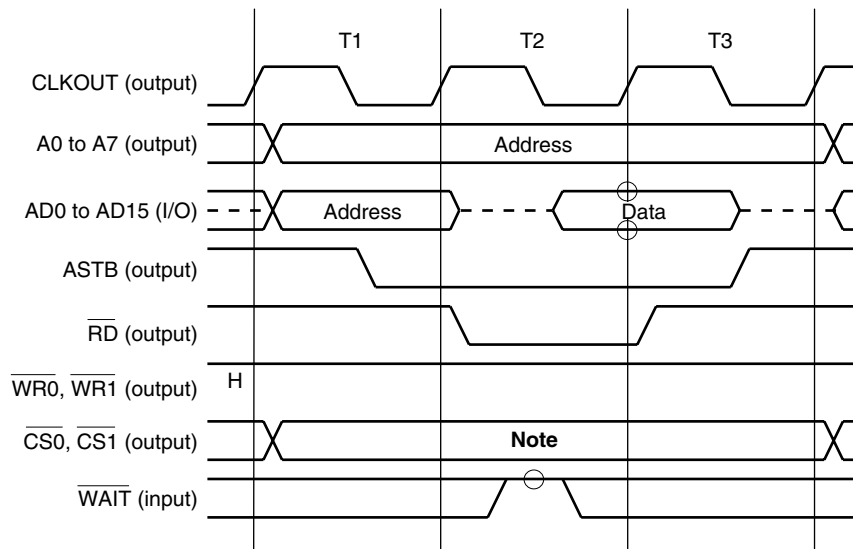 T1 T2 T3
CLKOUT (output)
A0 to A7 (output) Address
AD0 to AD15 (I/O) Address Data
ASTB (output)
RD (output)
WR0, WR1 (output) H
CS0, CS1 (output) Note
WAIT (input)